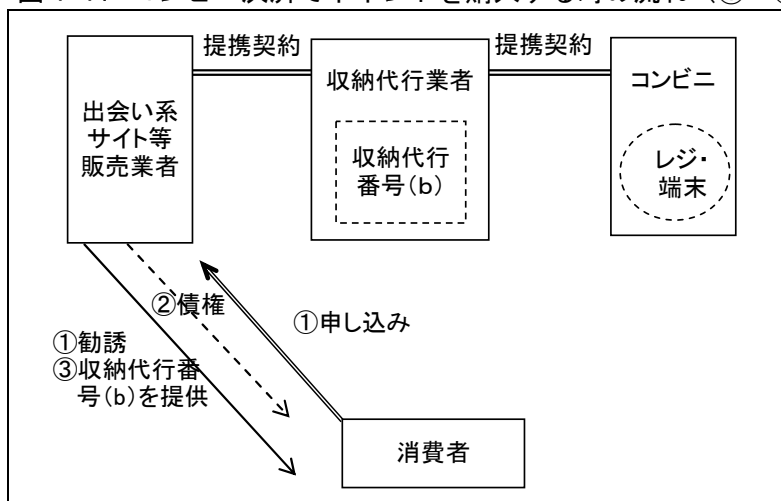 提携契約
提携契約
出会い系
サイト等
販売業者
収納代行業者
収納代行
番号(b)
コンビニ
レジ・
端末
②債権
①申し込み
①勧誘
③収納代行番
号(b)を提供
消費者